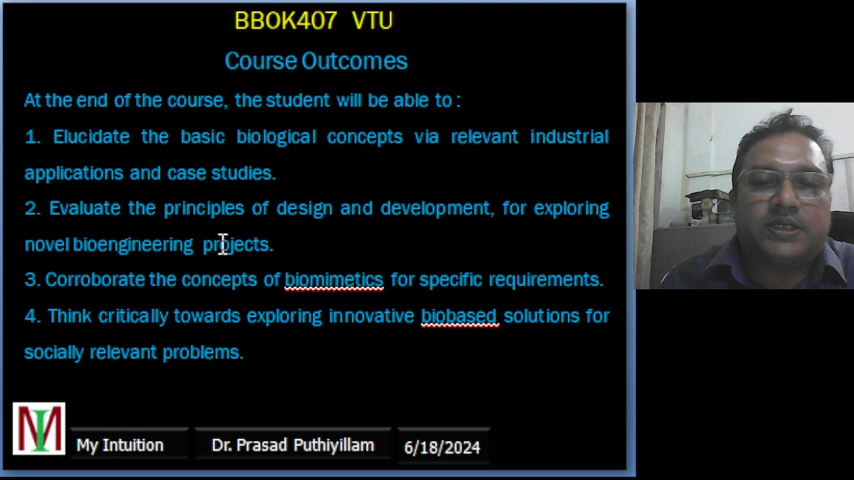 BBOK407 VTU
Course Outcomes
At the end of the course, the student will be able to :
1. Elucidate the basic biological concepts via relevant industrial
applications and case studies.
2. Evaluate the principles of design and development, for exploring
novel bioengineering projects.
3. Corroborate the concepts of biomimetics for specific requirements.
4. Think critically towards exploring innovative biobased solutions for
socially relevant problems.
MI
My Intuition
Dr. Prasad Puthiyillam
6/18/2024